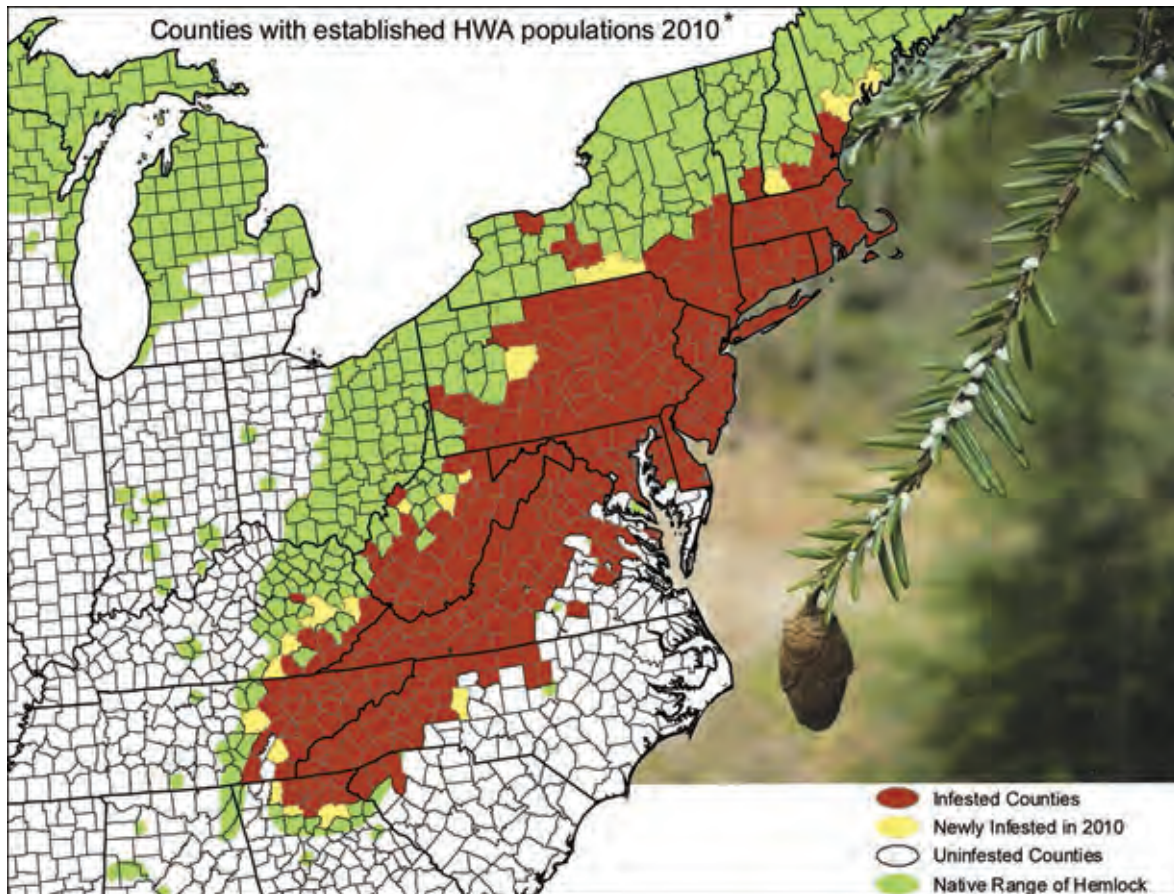 Counties with established HWA populations 2010*
Infested Counties
Newly Infested in 2010
Uninfested Counties
Native Range of Hemlock